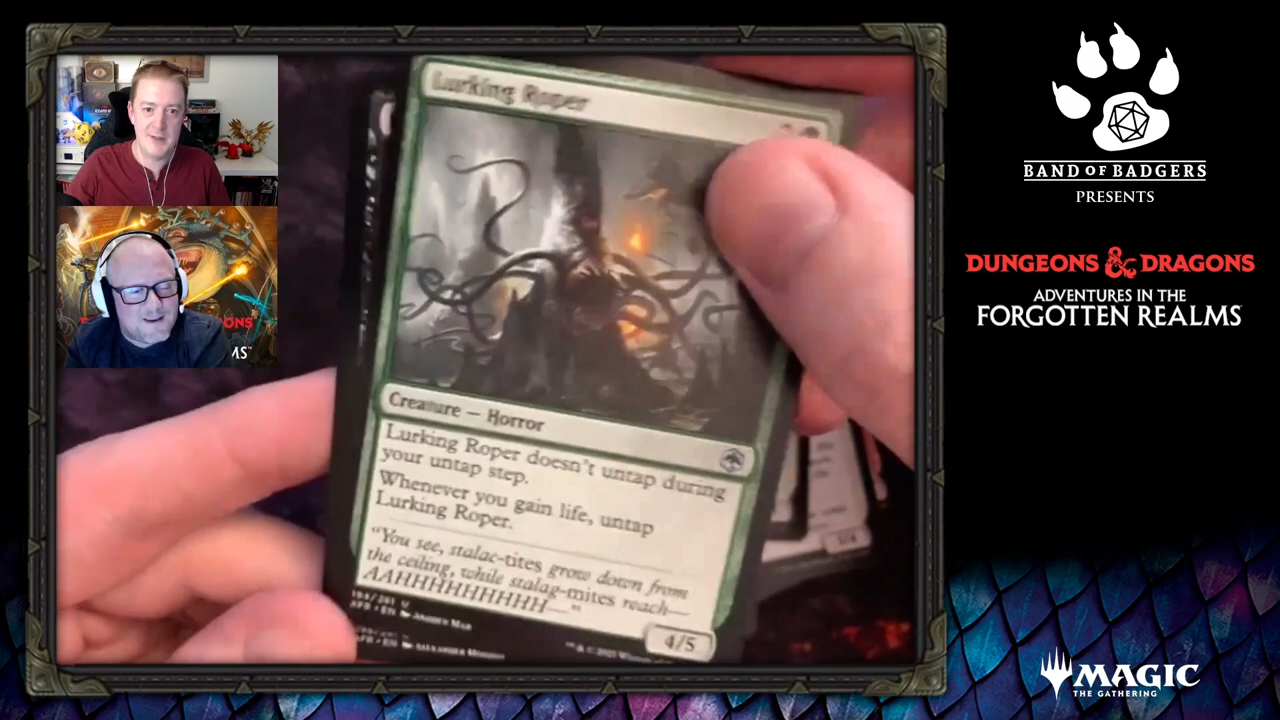 Lurking Roper
Creature — Horror
Lurking Roper doesn't untap during
your untap step.
Whenever you gain life, untap
Lurking Roper.
"You see, stalac-tites grow down from
the ceiling, while stalag-mites reach—
AAHHHHHHHHHH—"
4/5
BAND OF BADGERS
PRESENTS
DUNGEONS & DRAGONS
ADVENTURES IN THE
FORGOTTEN REALMS
MAGIC
THE GATHERING